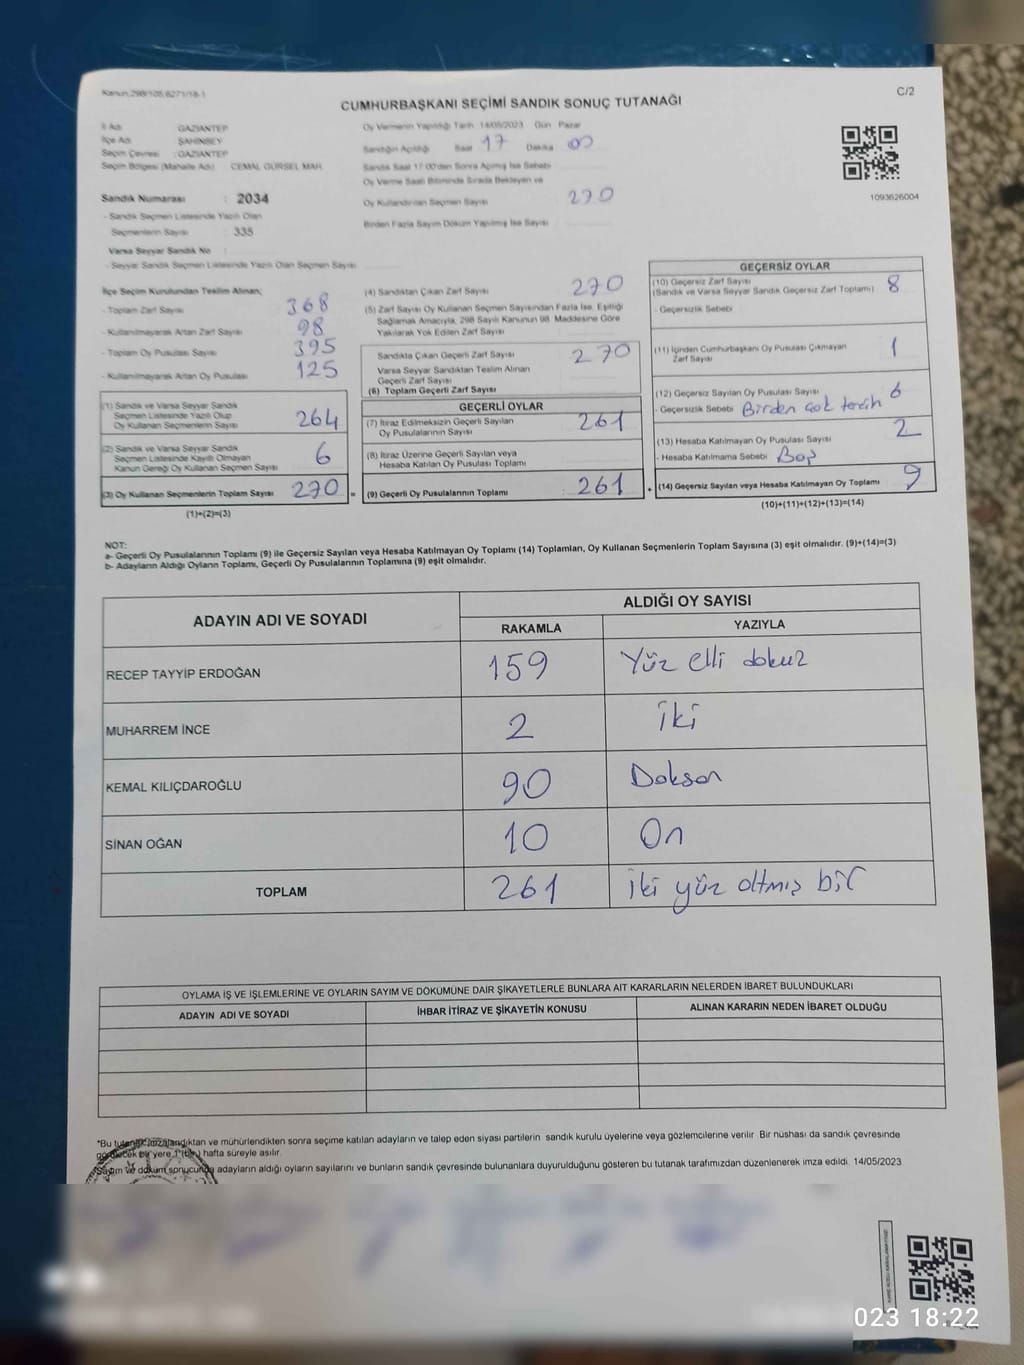 Kanun:298/105,6271/18-1
C/2
CUMHURBAŞKANI SEÇİMİ SANDIK SONUÇ TUTANAĞI
İl Adı GAZİANTEP
İlçe Adı ŞAHİNBEY
Seçim Çevresi : GAZİANTEP
Seçim Bölgesi (Mahalle Adı) CEMAL GÜRSEL MAH.
Sandık Numarası : 2034
- Sandık Seçmen Listesinde Yazılı Olan
Seçmenlerin Sayısı : 335
Varsa Seyyar Sandık No :
- Seyyar Sandık Seçmen Listesinde Yazılı Olan Seçmen Sayısı
Oy Vermenin Yapıldığı Tarih 14/05/2023 Gün Pazar
Sandığın Açıldığı Saat 17 Dakika 00
Sandık Saat 17:00'den Sonra Açılmış İse Sebebi
Oy Verme Saati Bitiminde Sırada Bekleyen ve
Oy Kullandırılan Seçmen Sayısı 270
Birden Fazla Sayım Döküm Yapılmış İse Sayısı
1093626004
İlçe Seçim Kurulundan Teslim Alınan;
- Toplam Zarf Sayısı 368
- Kullanılmayarak Artan Zarf Sayısı 98
- Toplam Oy Pusulası Sayısı 395
- Kullanılmayarak Artan Oy Pusulası 125
(1) Sandık ve Varsa Seyyar Sandık
Seçmen Listesinde Yazılı Olup
Oy Kullanan Seçmenlerin Sayısı 264
(2) Sandık ve Varsa Seyyar Sandık
Seçmen Listesinde Kayıtlı Olmayan
Kanun Gereği Oy Kullanan Seçmen Sayısı 6
(3) Oy Kullanan Seçmenlerin Toplam Sayısı 270 =
(1)+(2)=(3)
(4) Sandıktan Çıkan Zarf Sayısı 270
(5) Zarf Sayısı Oy Kullanan Seçmen Sayısından Fazla İse, Eşitliği
Sağlamak Amacıyla, 298 Sayılı Kanunun 98. Maddesine Göre
Yakılarak Yok Edilen Zarf Sayısı
Sandıkta Çıkan Geçerli Zarf Sayısı 270
Varsa Seyyar Sandıktan Teslim Alınan
Geçerli Zarf Sayısı
(6) Toplam Geçerli Zarf Sayısı
GEÇERLİ OYLAR
(7) İtiraz Edilmeksizin Geçerli Sayılan
Oy Pusulalarının Sayısı : 261
(8) İtiraz Üzerine Geçerli Sayılan veya
Hesaba Katılan Oy Pusulası Toplamı
(9) Geçerli Oy Pusulalarının Toplamı : 261 +
GEÇERSİZ OYLAR
(10) Geçersiz Zarf Sayısı
(Sandık ve Varsa Seyyar Sandık Geçersiz Zarf Toplamı) 8
- Geçersizlik Sebebi
(11) İçinden Cumhurbaşkanı Oy Pusulası Çıkmayan
Zarf Sayısı 1
(12) Geçersiz Sayılan Oy Pusulası Sayısı 6
- Geçersizlik Sebebi Birden çok tercih
(13) Hesaba Katılmayan Oy Pusulası Sayısı 2
- Hesaba Katılmama Sebebi Boş
(14) Geçersiz Sayılan veya Hesaba Katılmayan Oy Toplamı 9
(10)+(11)+(12)+(13)=(14)
NOT:
a- Geçerli Oy Pusulalarının Toplamı (9) ile Geçersiz Sayılan veya Hesaba Katılmayan Oy Toplamı (14) Toplamları, Oy Kullanan Seçmenlerin Toplam Sayısına (3) eşit olmalıdır. (9)+(14)=(3)
b- Adayların Aldığı Oyların Toplamı, Geçerli Oy Pusulalarının Toplamına (9) eşit olmalıdır.
ADAYIN ADI VE SOYADI ALDIĞI OY SAYISI
RAKAMLA YAZIYLA
RECEP TAYYİP ERDOĞAN 159 Yüz elli dokuz
MUHARREM İNCE 2 iki
KEMAL KILIÇDAROĞLU 90 Doksan
SİNAN OĞAN 10 On
TOPLAM 261 iki yüz altmış bir
OYLAMA İŞ VE İŞLEMLERİNE VE OYLARIN SAYIM VE DÖKÜMÜNE DAİR ŞİKAYETLERLE BUNLARA AİT KARARLARIN NELERDEN İBARET BULUNDUKLARI
ADAYIN ADI VE SOYADI İHBAR İTİRAZ VE ŞİKAYETİN KONUSU ALINAN KARARIN NEDEN İBARET OLDUĞU
*Bu tutanak imzalandıktan ve mühürlendikten sonra seçime katılan adayların ve talep eden siyasi partilerin sandık kurulu üyelerine veya gözlemcilerine verilir. Bir nüshası da sandık çevresinde
görülecek bir yere 1 (bir) hafta süreyle asılır.
Sayım ve döküm sonucunda adayların aldığı oyların sayılarını ve bunların sandık çevresinde bulunanlara duyurulduğunu gösteren bu tutanak tarafımızdan düzenlenerek imza edildi. 14/05/2023
023 18:22